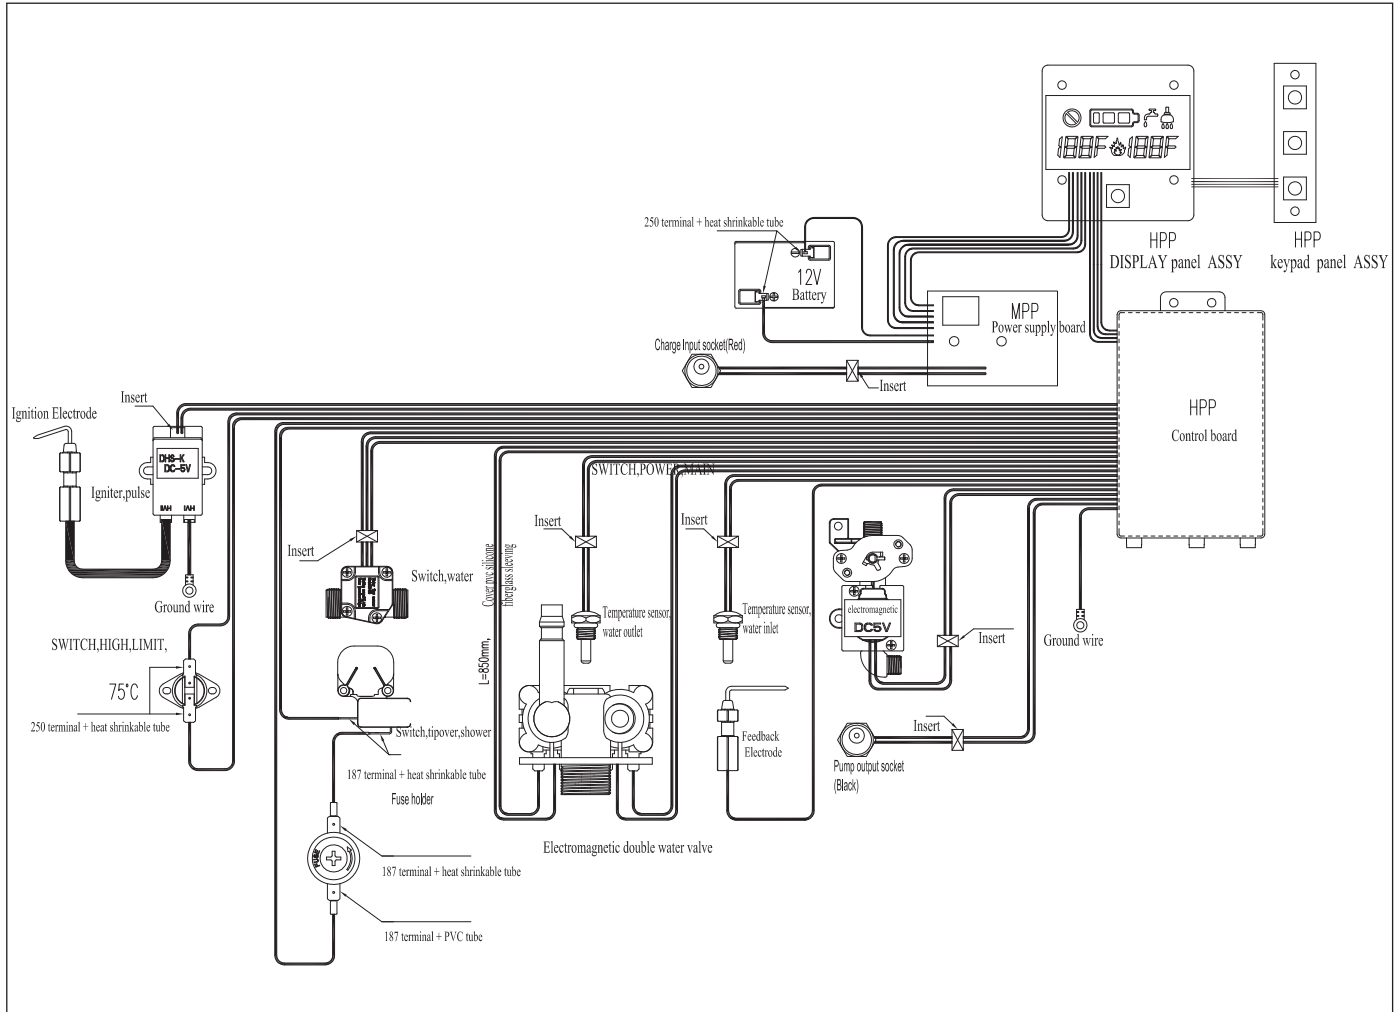 188F 188F
HPP
DISPLAY panel ASSY
HPP
keypad panel ASSY
250 terminal + heat shrinkable tube
12V
Battery
MPP
Power supply board
Charge Input socket(Red)
Insert
HPP
Control board
Insert
Ignition Electrode
DHS-K
DC-5V
Igniter,pulse
HVII
HVI
Ground wire
SWITCH,HIGH,LIMIT,
75°C
250 terminal + heat shrinkable tube
Insert
Switch,water
Switch,tipover,shower
187 terminal + heat shrinkable tube
Fuse holder
FUSE
187 terminal + heat shrinkable tube
187 terminal + PVC tube
SWITCH,POWER,MAIN
Cover pvc silicone
fiberglass sleeving
L=850mm,
Insert
Temperature sensor,
water outlet
Electromagnetic double water valve
Insert
Temperature sensor,
water inlet
Feedback
Electrode
electromagnetic
DC5V
Insert
Insert
Pump output socket
(Black)
Ground wire